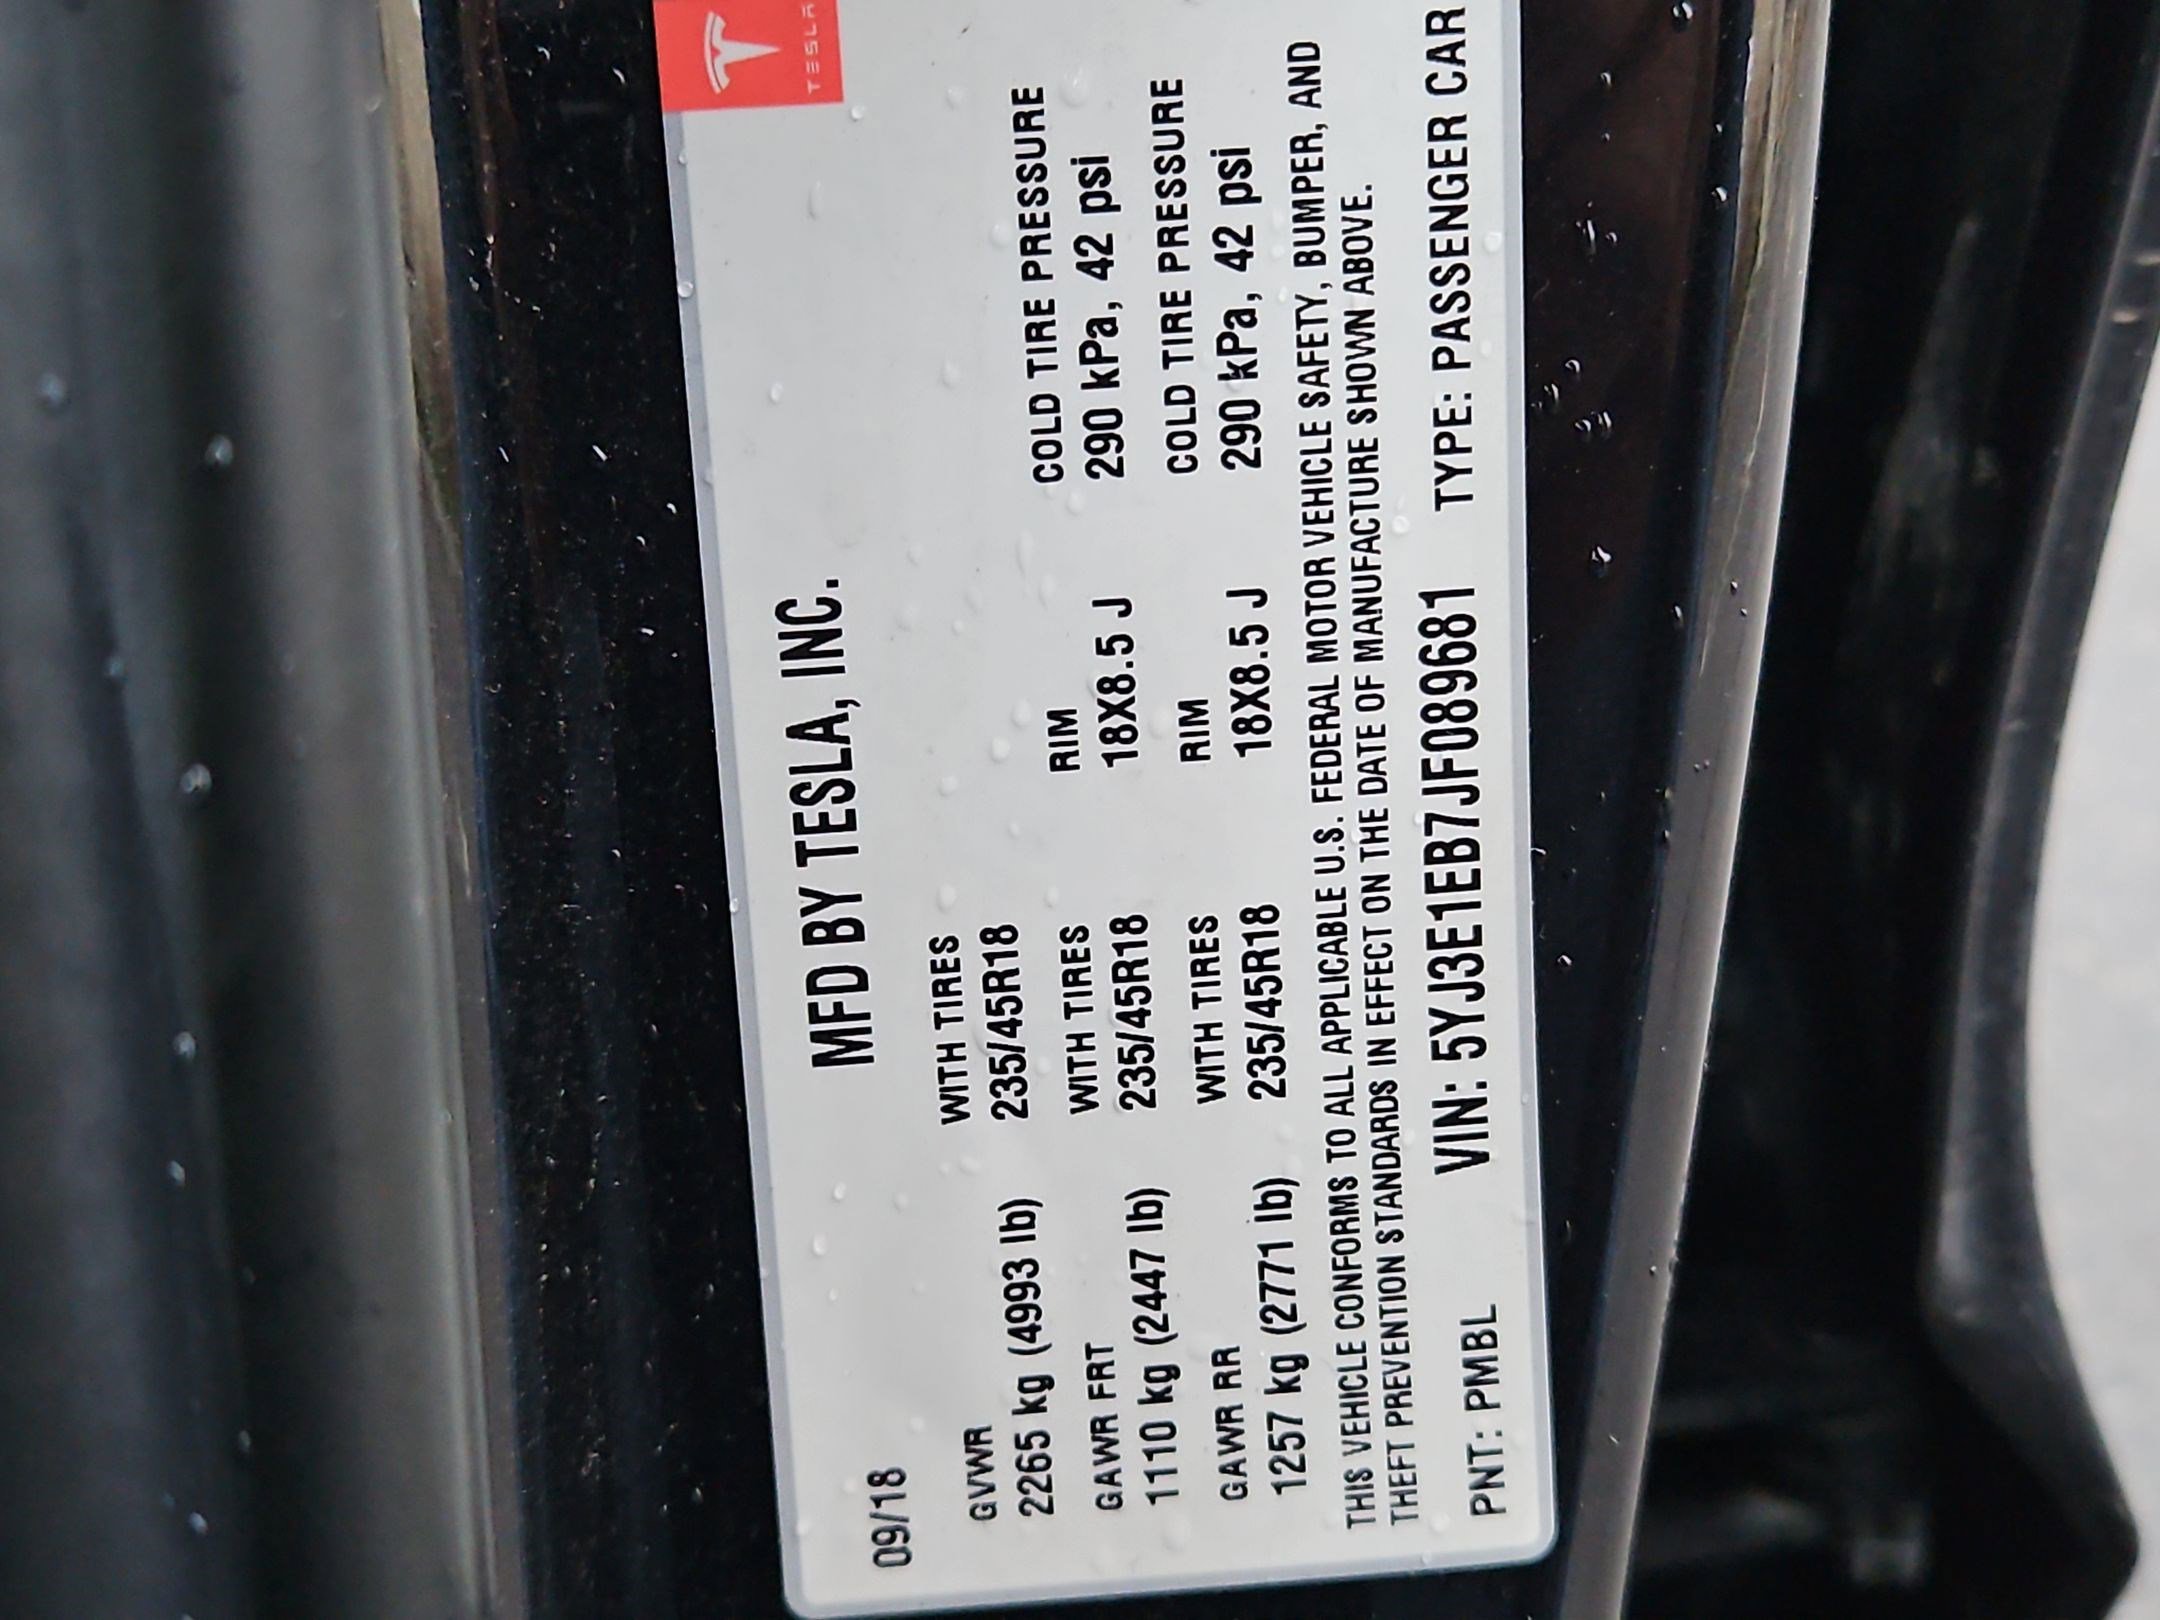 TESLA
MFD BY TESLA, INC.
09/18
GVWR WITH TIRES
2265 kg (4993 lb) 235/45R18
GAWR FRT WITH TIRES RIM COLD TIRE PRESSURE
1110 kg (2447 lb) 235/45R18 18X8.5 J 290 kPa, 42 psi
GAWR RR WITH TIRES RIM COLD TIRE PRESSURE
1257 kg (2771 lb) 235/45R18 18X8.5 J 290 kPa, 42 psi
THIS VEHICLE CONFORMS TO ALL APPLICABLE U.S. FEDERAL MOTOR VEHICLE SAFETY, BUMPER, AND
THEFT PREVENTION STANDARDS IN EFFECT ON THE DATE OF MANUFACTURE SHOWN ABOVE.
PNT: PMBL VIN: 5YJ3E1EB7JF089681 TYPE: PASSENGER CAR